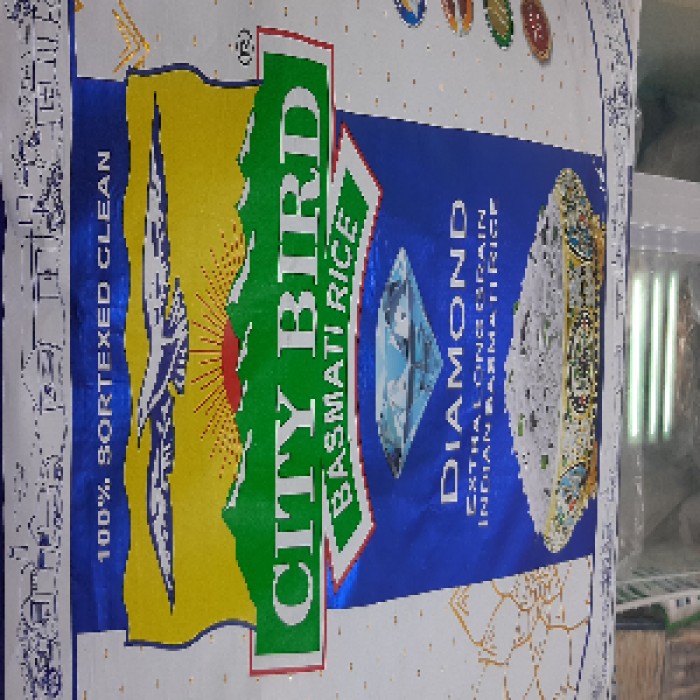 100% SORTEXED CLEAN
®
CITY BIRD
BASMATI RICE
DIAMOND
EXTRA LONG GRAIN
INDIAN BASMATI RICE